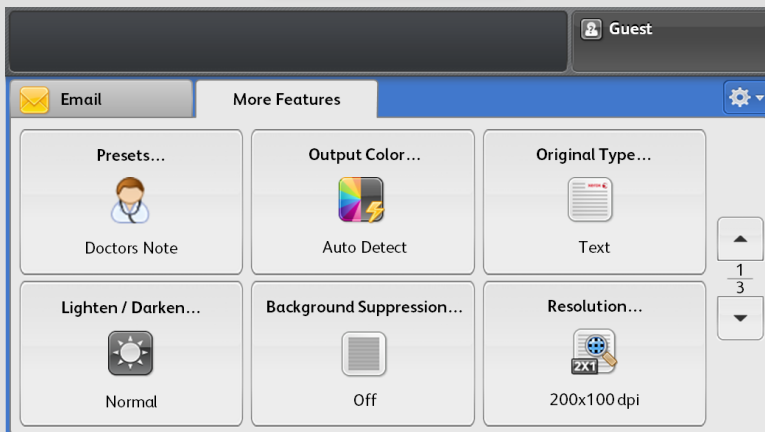 Guest
Email
More Features
Presets...
Output Color...
Original Type...
XEROX
Doctors Note
Auto Detect
Text
Lighten / Darken...
Background Suppression...
Resolution...
2X1
Normal
Off
200x100 dpi
1
3